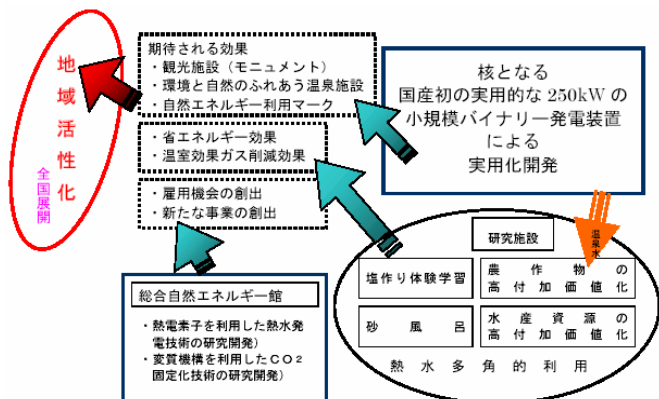 期待される効果
・観光施設（モニュメント）
・環境と自然のふれあう温泉施設
・自然エネルギー利用マーク
・省エネルギー効果
・温室効果ガス削減効果
・雇用機会の創出
・新たな事業の創出
地域活性化
全国展開
核となる
国産初の実用的な250kWの
小規模バイナリー発電装置
による
実用化開発
温泉水
研究施設
塩作り体験学習
農作物の
高付加価値化
砂風呂
水産資源の
高付加価値化
熱水多角的利用
総合自然エネルギー館
・熱電素子を利用した熱水発
電技術の研究開発）
・変質機構を利用したCO2
固定化技術の研究開発）